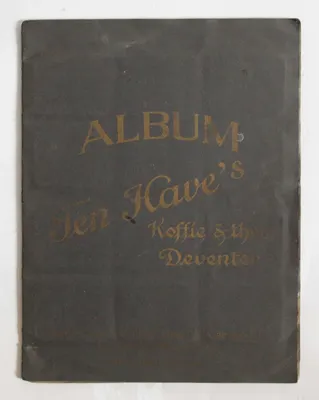 ALBUM
Ten Have's
Koffie & thee
Deventer